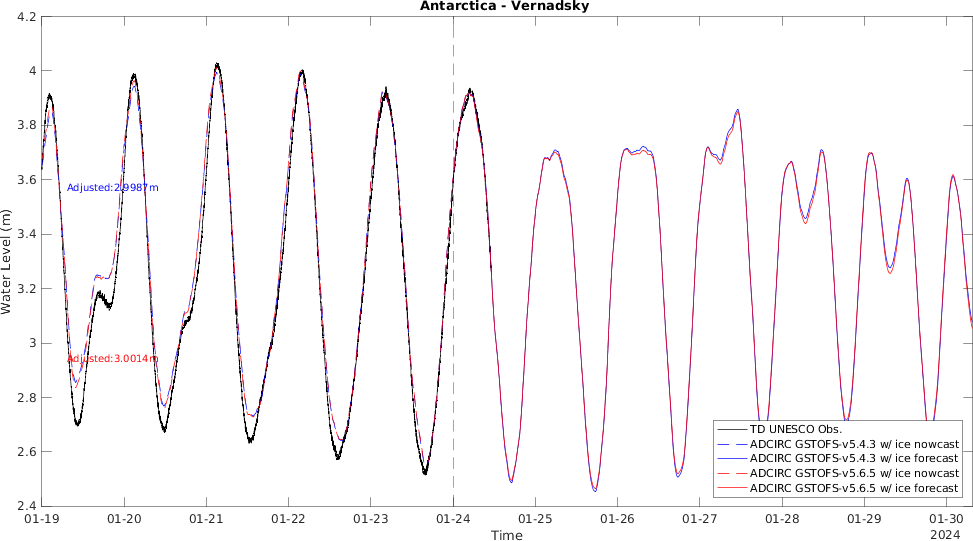 Antarctica - Vernadsky
Water Level (m)
4.2
4
3.8
3.6
3.4
3.2
3
2.8
2.6
2.4
Adjusted:2.9987m
Adjusted:3.0014m
TD UNESCO Obs.
ADCIRC GSTOFS-v5.4.3 w/ ice nowcast
ADCIRC GSTOFS-v5.4.3 w/ ice forecast
ADCIRC GSTOFS-v5.6.5 w/ ice nowcast
ADCIRC GSTOFS-v5.6.5 w/ ice forecast
01-19 01-20 01-21 01-22 01-23 01-24 01-25 01-26 01-27 01-28 01-29 01-30
2024
Time